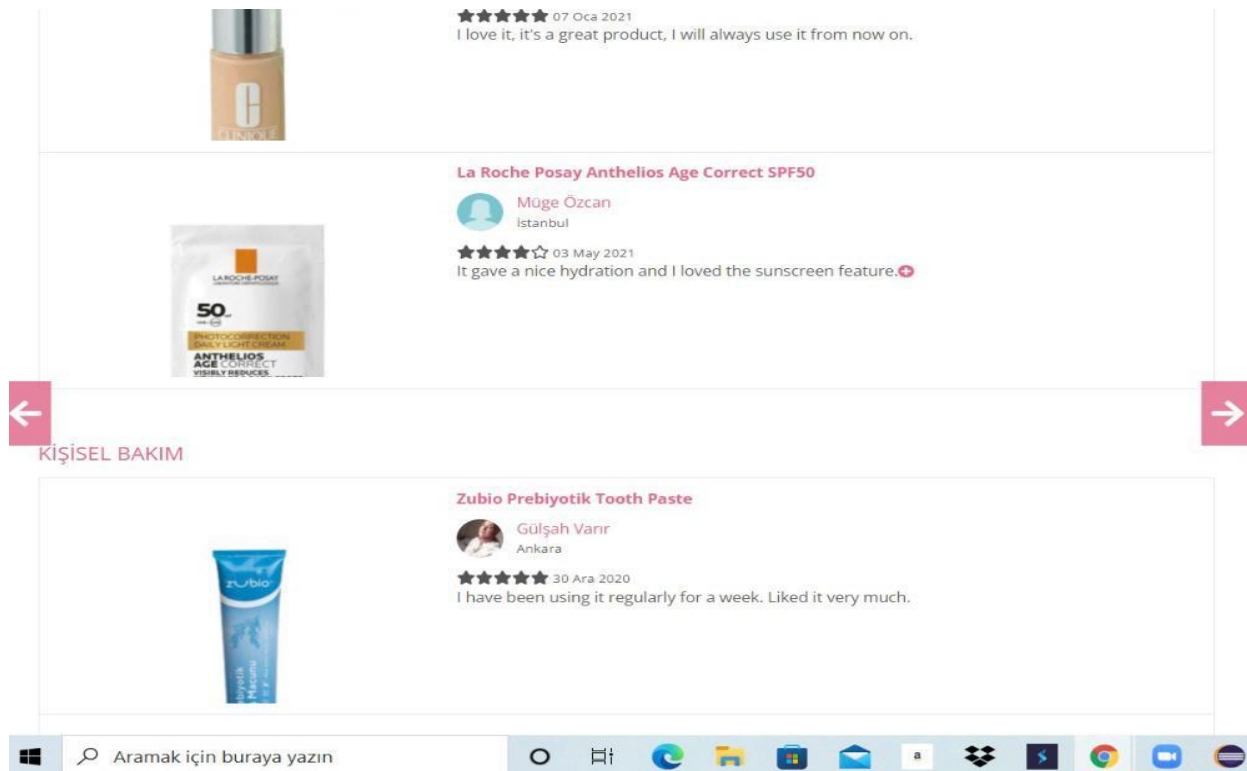 07 Oca 2021
I love it, it's a great product, I will always use it from now on.
C
CLINIQUE
La Roche Posay Anthelios Age Correct SPF50
Müge Özcan
İstanbul
03 May 2021
It gave a nice hydration and I loved the sunscreen feature.
LA ROCHE-POSAY
50
PHOTOCORRECTION
DAILY LIGHT CREAM
ANTHELIOS
AGE CORRECT
VISIBLY REDUCES
KİŞİSEL BAKIM
Zubio Prebiyotik Tooth Paste
Gülşah Varır
Ankara
30 Ara 2020
I have been using it regularly for a week. Liked it very much.
zubio
biyotik
Macunu
Aramak için buraya yazın
a